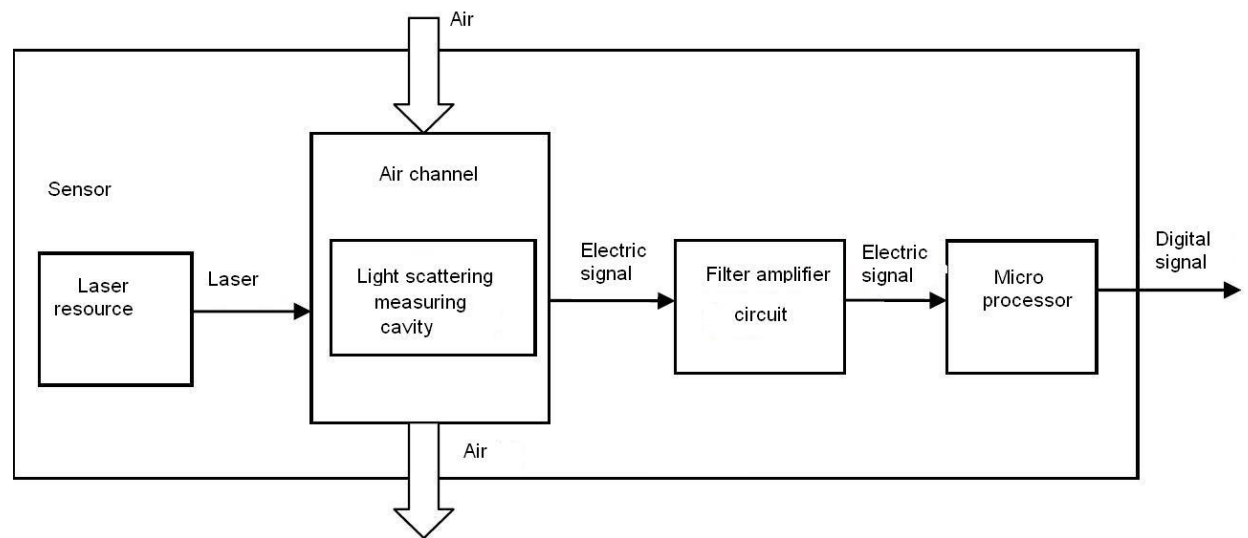 Air
Sensor
Laser
resource
Laser
Air channel
Light scattering
measuring
cavity
Electric
signal
Filter amplifier
circuit
Electric
signal
Micro
processor
Digital
signal
Air